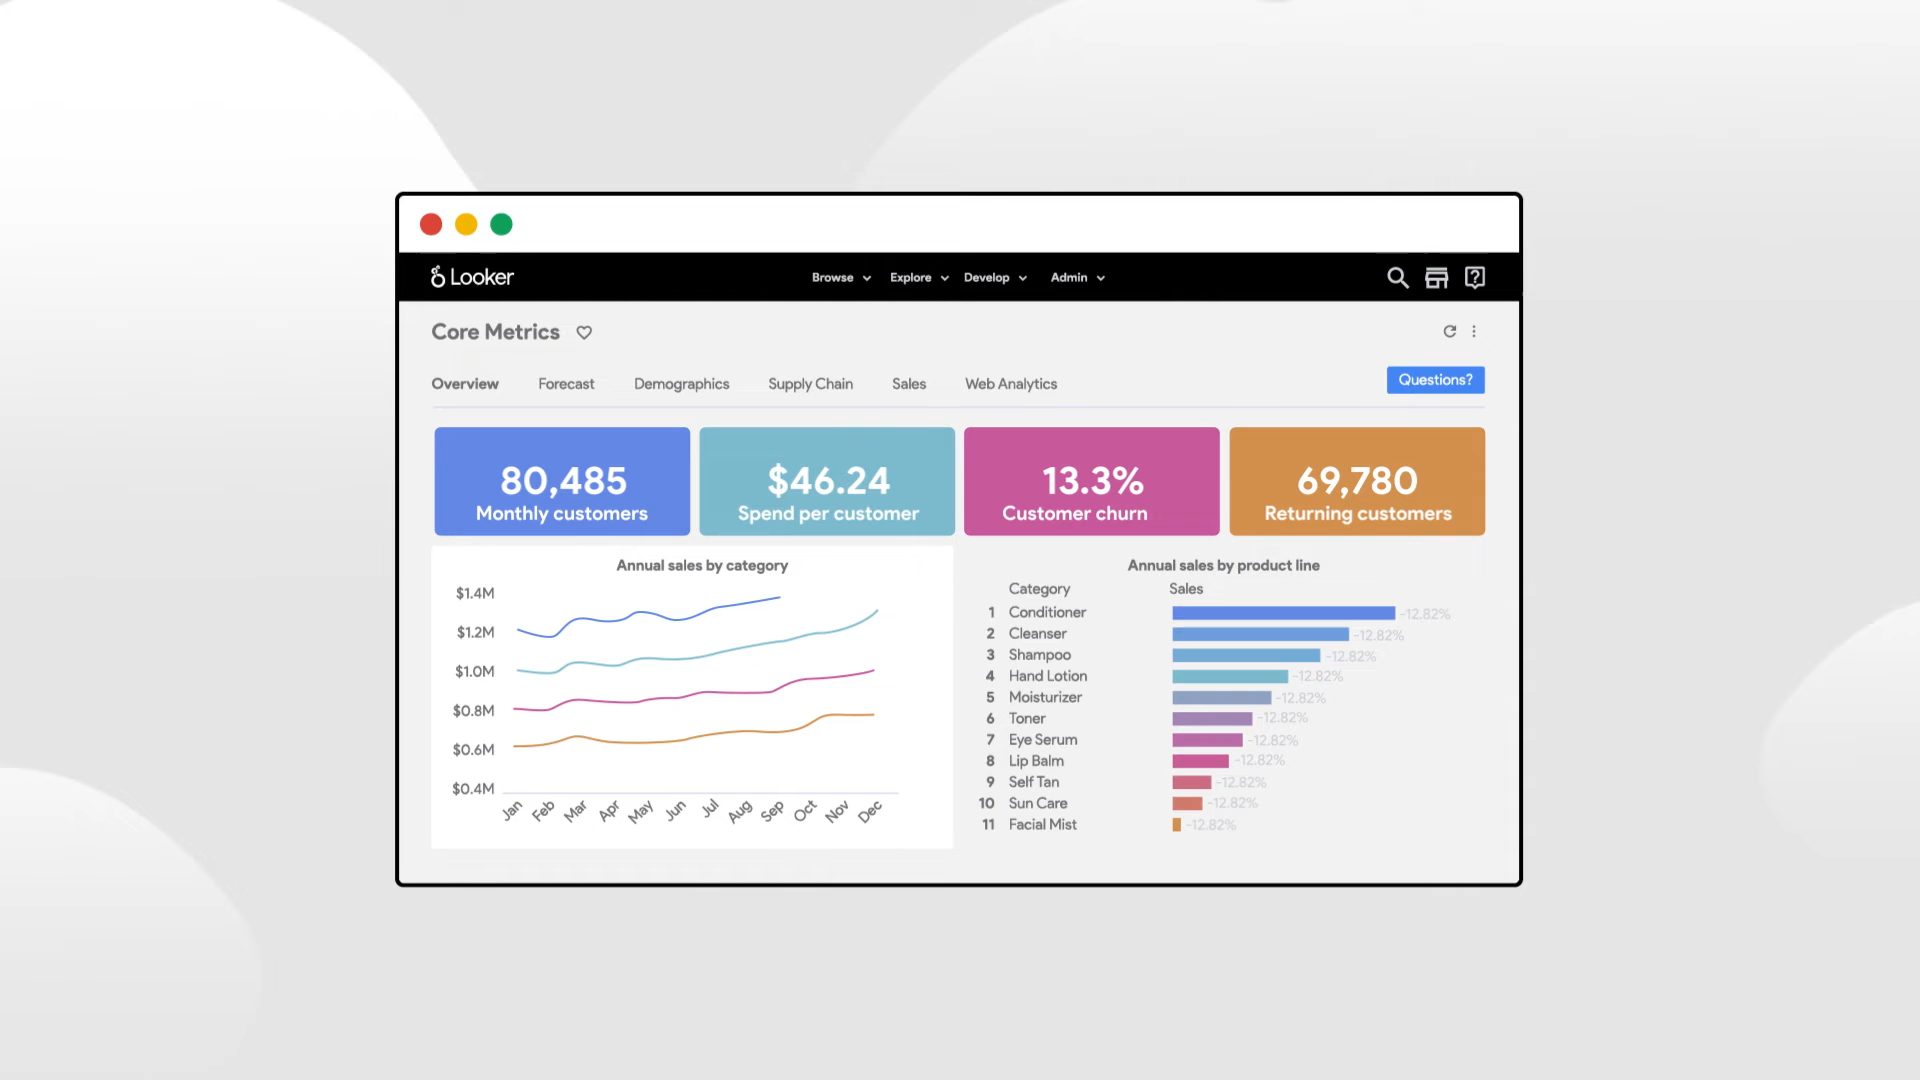 Looker
Browse Explore Develop Admin
Core Metrics
Overview Forecast Demographics Supply Chain Sales Web Analytics
Questions?
80,485
Monthly customers
$46.24
Spend per customer
13.3%
Customer churn
69,780
Returning customers
Annual sales by category
$1.4M
$1.2M
$1.0M
$0.8M
$0.6M
$0.4M
Jan Feb Mar Apr May Jun Jul Aug Sep Oct Nov Dec
Annual sales by product line
Category Sales
1 Conditioner -12.82%
2 Cleanser -12.82%
3 Shampoo -12.82%
4 Hand Lotion -12.82%
5 Moisturizer -12.82%
6 Toner -12.82%
7 Eye Serum -12.82%
8 Lip Balm -12.82%
9 Self Tan -12.82%
10 Sun Care -12.82%
11 Facial Mist -12.82%